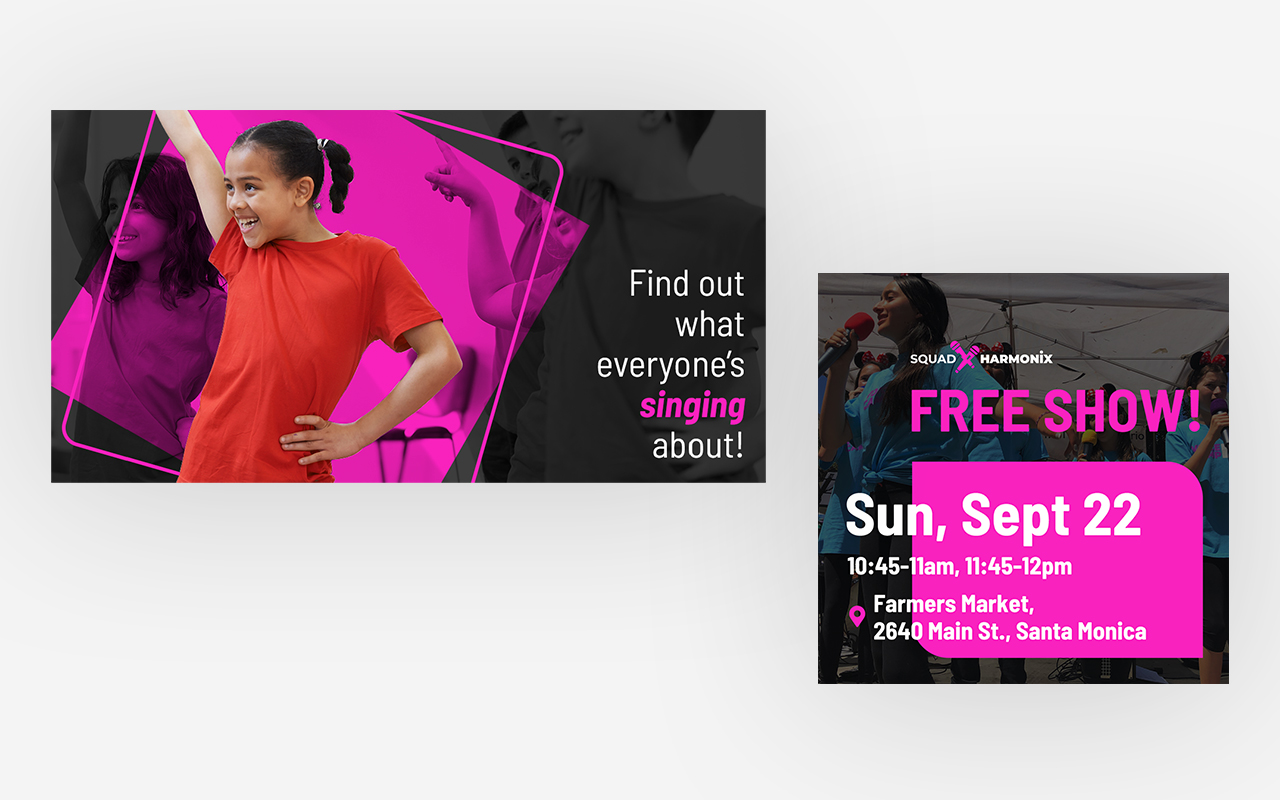 Find out
what
everyone’s
singing
about!
SQUAD HARMONIX
FREE SHOW!
Sun, Sept 22
10:45-11am, 11:45-12pm
Farmers Market,
2640 Main St., Santa Monica